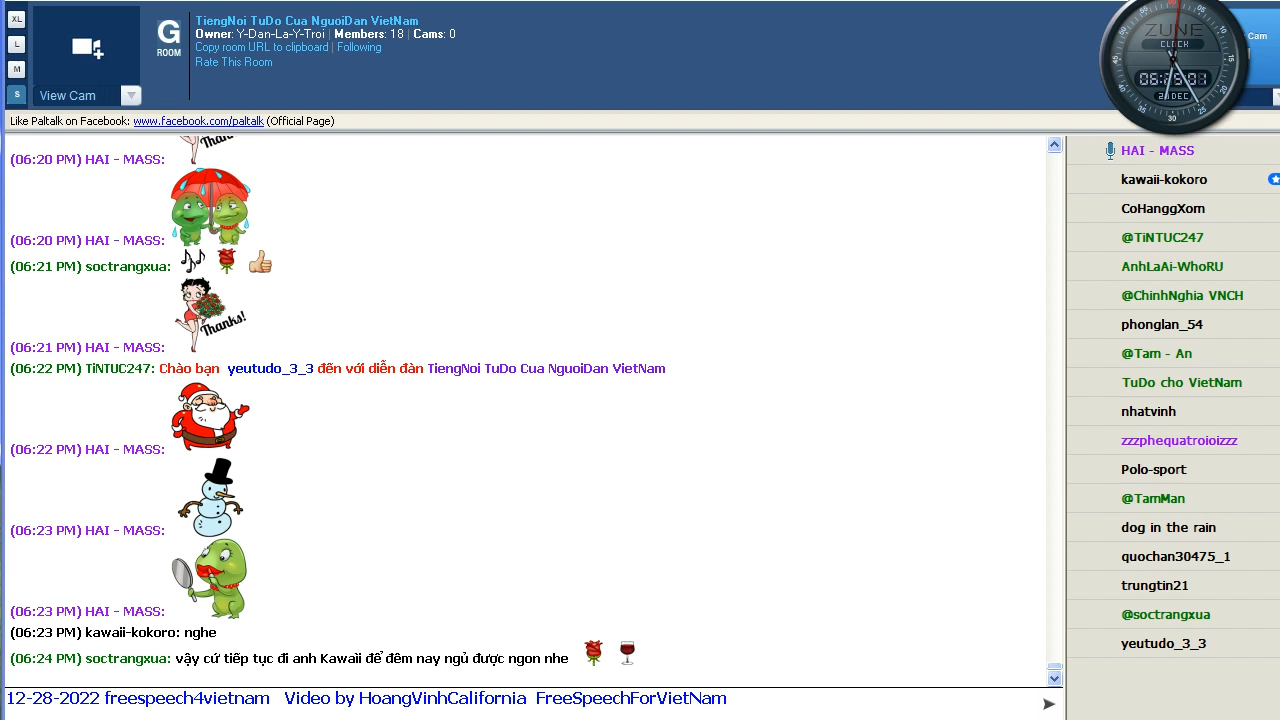 XL
L
M
S
View Cam
G
ROOM
TiengNoi TuDo Cua NguoiDan VietNam
Owner: Y-Dan-La-Y-Troi | Members: 18 | Cams: 0
Copy room URL to clipboard | Following
Rate This Room
ZUNE
CLOCK
28 DEC
Cam
Like Paltalk on Facebook: www.facebook.com/paltalk (Official Page)
(06:20 PM) HAI - MASS:
(06:20 PM) HAI - MASS:
(06:21 PM) soctrangxua:
Thanks!
(06:21 PM) HAI - MASS:
(06:22 PM) TiNTUC247: Chào bạn yeutudo_3_3 đến với diễn đàn TiengNoi TuDo Cua NguoiDan VietNam
(06:22 PM) HAI - MASS:
(06:23 PM) HAI - MASS:
(06:23 PM) HAI - MASS:
(06:23 PM) kawaii-kokoro: nghe
(06:24 PM) soctrangxua: vậy cứ tiếp tục đi anh Kawaii để đêm nay ngủ được ngon nhe
12-28-2022 freespeech4vietnam Video by HoangVinhCalifornia FreeSpeechForVietNam
HAI - MASS
kawaii-kokoro
CoHanggXom
@TiNTUC247
AnhLaAi-WhoRU
@ChinhNghia VNCH
phonglan_54
@Tam - An
TuDo cho VietNam
nhatvinh
zzzphequatroioizzz
Polo-sport
@TamMan
dog in the rain
quochan30475_1
trungtin21
@soctrangxua
yeutudo_3_3